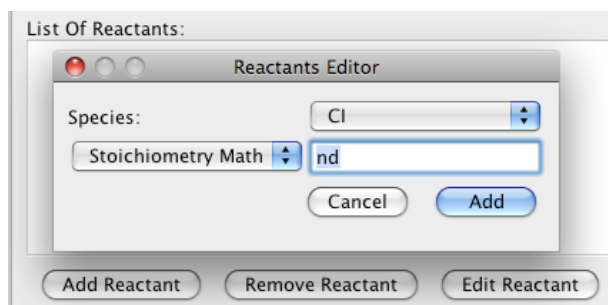 List Of Reactants:
Reactants Editor
Species: CI
Stoichiometry Math nd
Cancel Add
Add Reactant Remove Reactant Edit Reactant